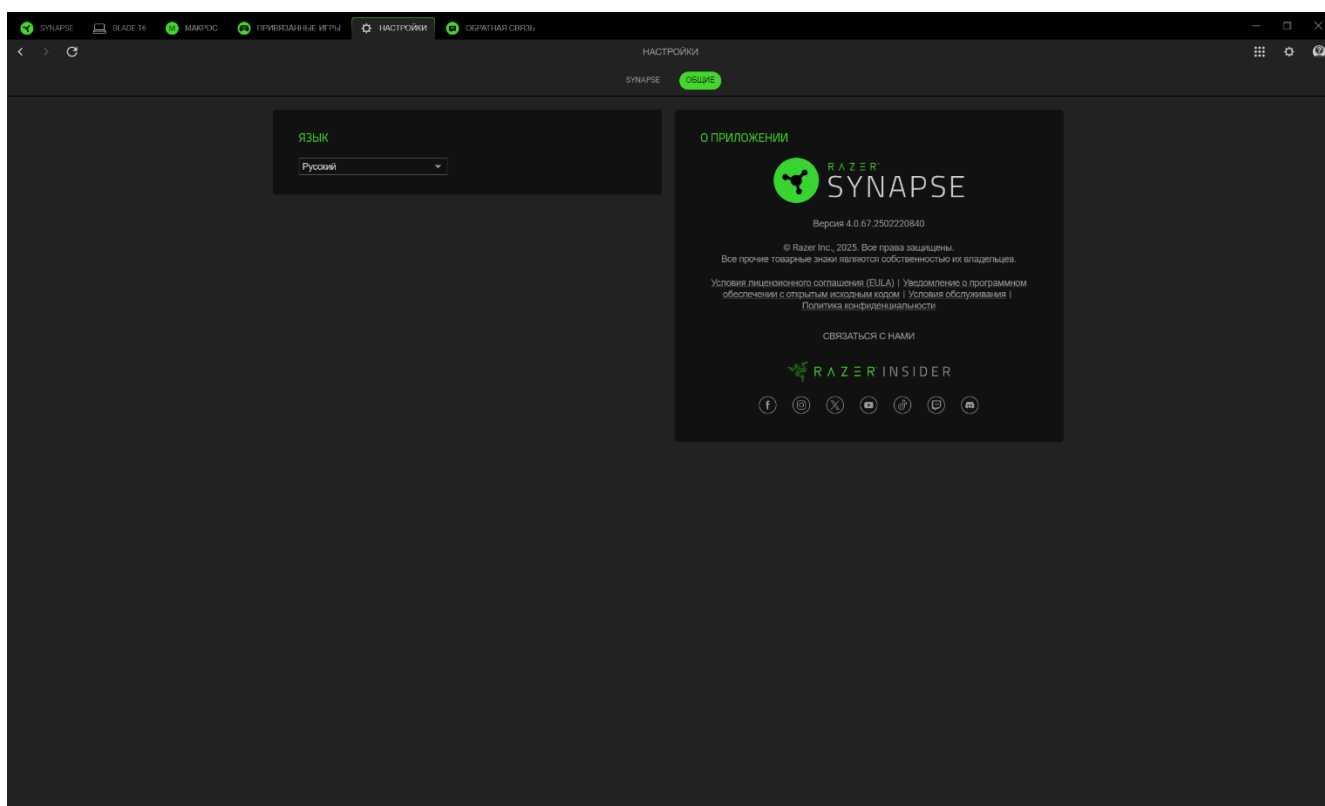 SYNAPSE BLADE 16 M МАКРОС ПРИВЯЗАННЫЕ ИГРЫ НАСТРОЙКИ ОБРАТНАЯ СВЯЗЬ
НАСТРОЙКИ
SYNAPSE ОБЩИЕ
ЯЗЫК
Русский
О ПРИЛОЖЕНИИ
RAZER
SYNAPSE
Версия 4.0.67.2502220840
© Razer Inc., 2025. Все права защищены.
Все прочие товарные знаки являются собственностью их владельцев.
Условия лицензионного соглашения (EULA) | Уведомление о программном
обеспечении с открытым исходным кодом | Условия обслуживания |
Политика конфиденциальности
СВЯЗАТЬСЯ С НАМИ
RAZER INSIDER